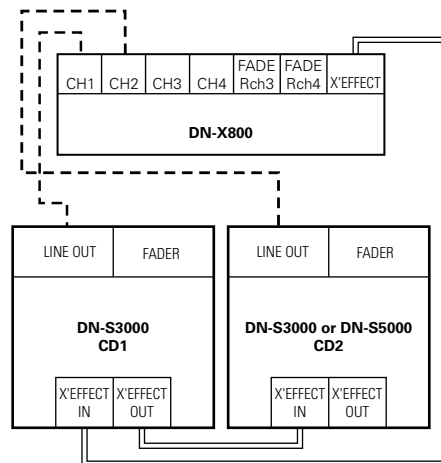 CH1 CH2 CH3 CH4 FADE Rch3 FADE Rch4 X'EFFECT
DN-X800
LINE OUT FADER
LINE OUT FADER
DN-S3000
CD1
DN-S3000 or DN-S5000
CD2
X'EFFECT
IN
X'EFFECT
OUT
X'EFFECT
IN
X'EFFECT
OUT